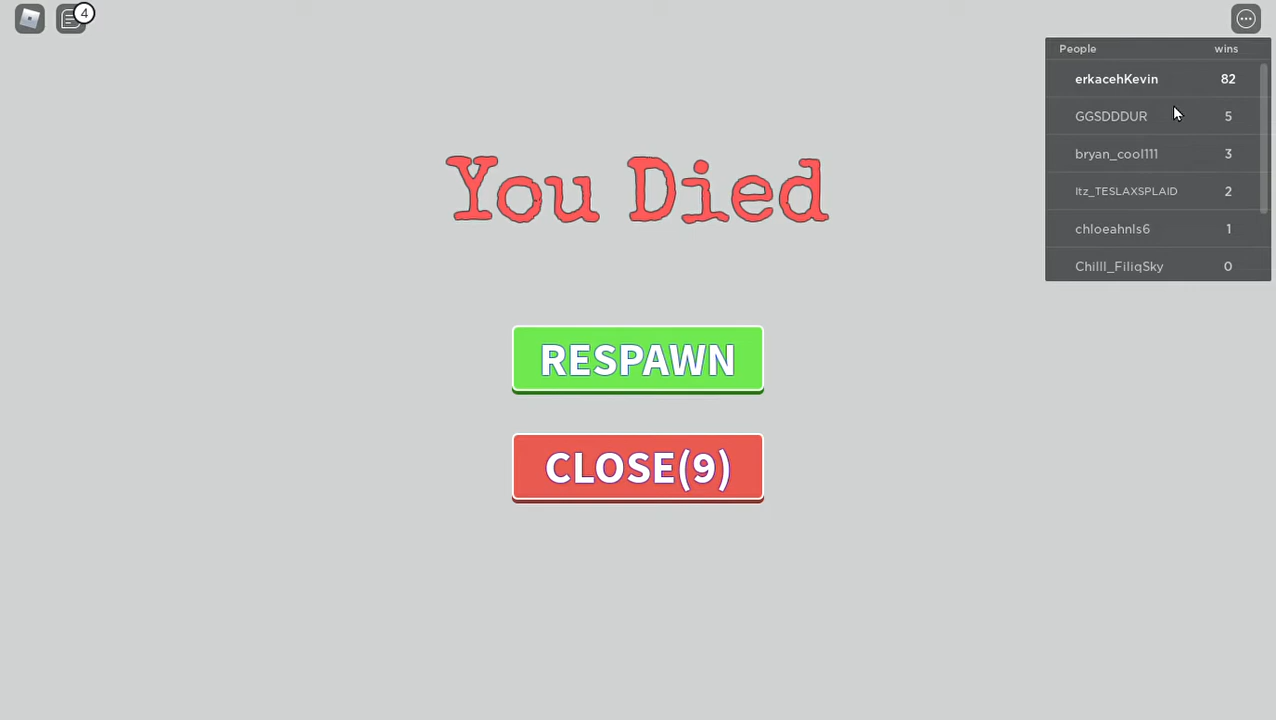 4
People wins
erkacehKevin 82
GGSDDDUR 5
bryan_cool111 3
Itz_TESLAXSPLAID 2
chloeahnls6 1
Chilll_FiliqSky 0
You Died
RESPAWN
CLOSE(9)